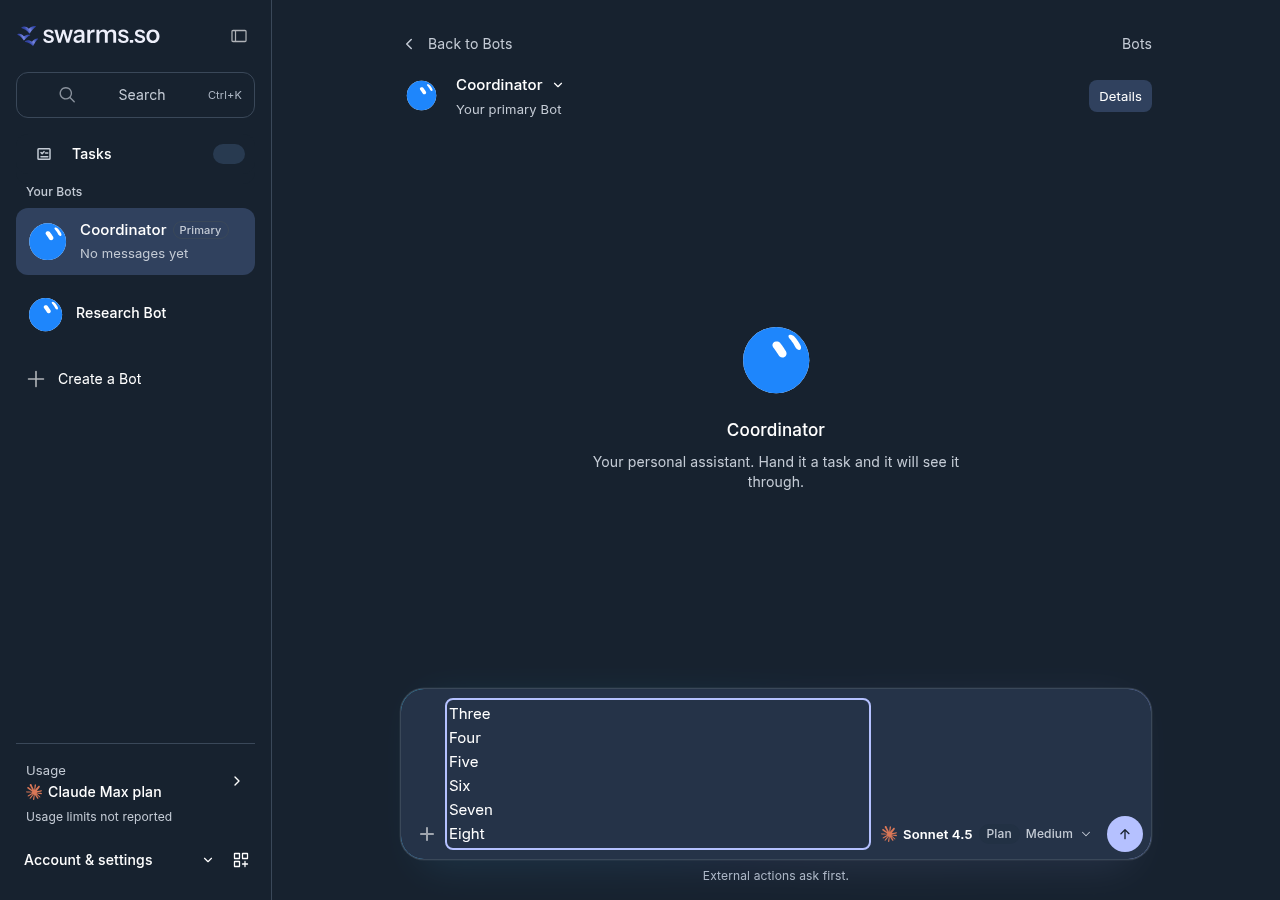 swarms.so
Search Ctrl+K
Tasks
Your Bots
Coordinator Primary
No messages yet
Research Bot
Create a Bot
Usage
Claude Max plan
Usage limits not reported
Account & settings
Back to Bots
Bots
Coordinator
Your primary Bot
Details
Coordinator
Your personal assistant. Hand it a task and it will see it
through.
Three
Four
Five
Six
Seven
Eight
Sonnet 4.5 Plan Medium
External actions ask first.